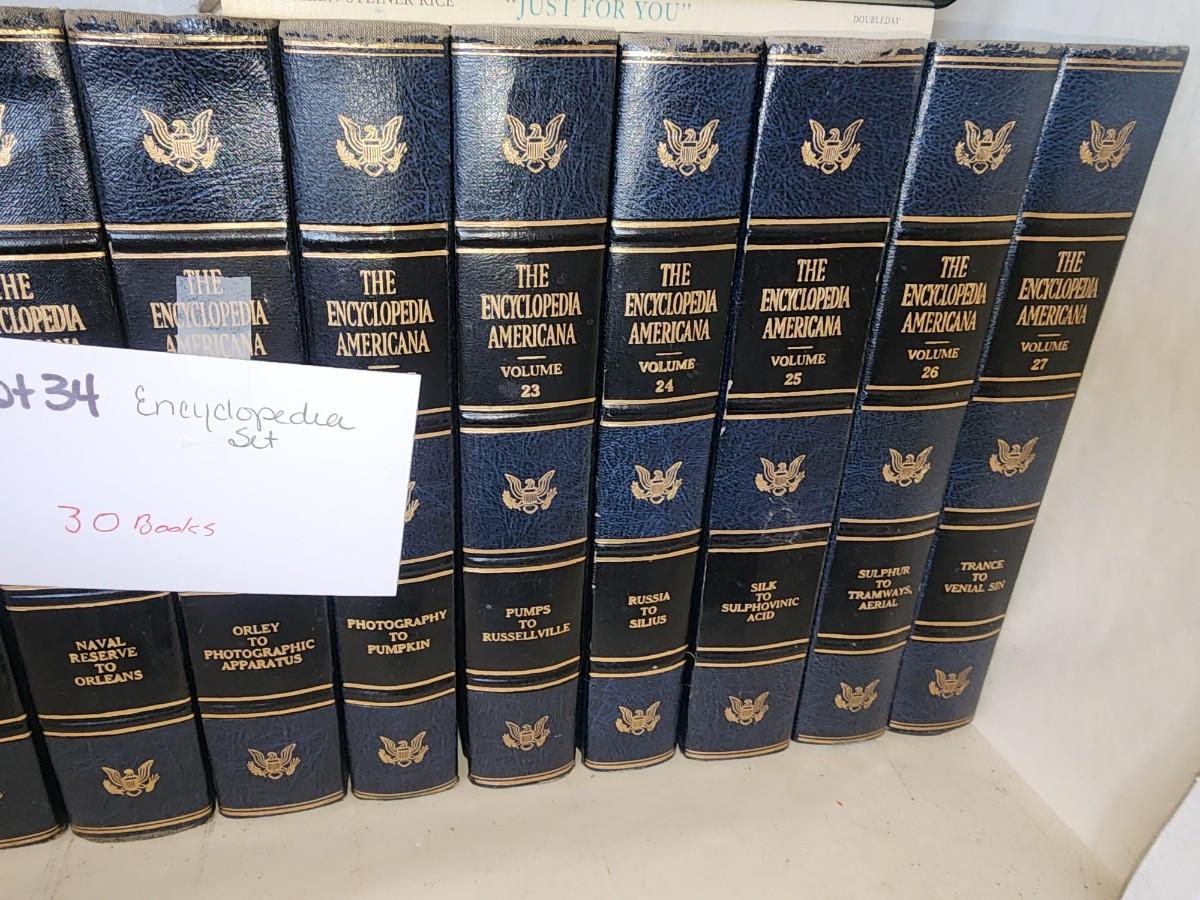 "JUST FOR YOU"
DOUBLEDAY
THE
ENCYCLOPEDIA
AMERICANA
NAVAL
RESERVE
TO
ORLEANS
THE
ENCYCLOPEDIA
AMERICANA
ORLEY
TO
PHOTOGRAPHIC
APPARATUS
THE
ENCYCLOPEDIA
AMERICANA
PHOTOGRAPHY
TO
PUMPKIN
THE
ENCYCLOPEDIA
AMERICANA
VOLUME
23
PUMPS
TO
RUSSELLVILLE
THE
ENCYCLOPEDIA
AMERICANA
VOLUME
24
RUSSIA
TO
SILIUS
THE
ENCYCLOPEDIA
AMERICANA
VOLUME
25
SILK
TO
SULPHOVINIC
ACID
THE
ENCYCLOPEDIA
AMERICANA
VOLUME
26
SULPHUR
TO
TRAMWAYS,
AERIAL
THE
ENCYCLOPEDIA
AMERICANA
VOLUME
27
TRANCE
TO
VENIAL SIN
34 Encyclopedia
Set
30 Books